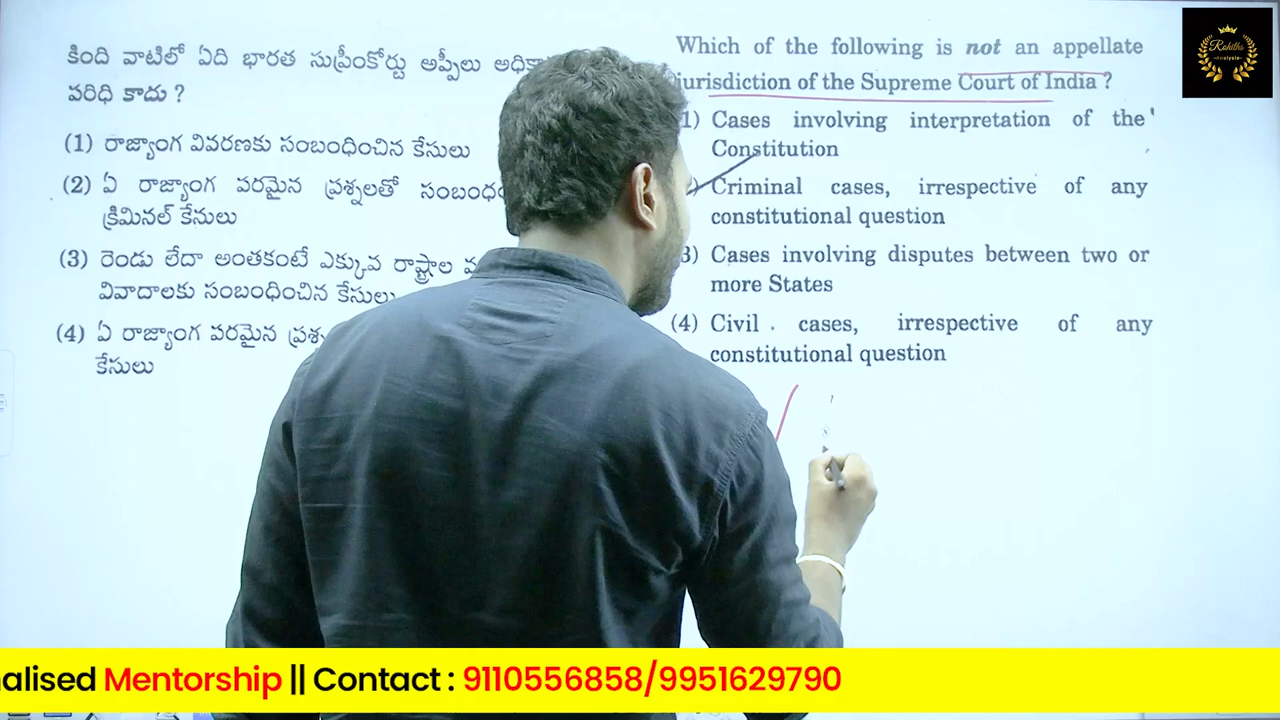 కింది వాటిలో ఏది భారత సుప్రీంకోర్టు అప్పీలు
పరిధి కాదు ?
(1) రాజ్యాంగ వివరణకు సంబంధించిన కేసులు
(2) ఏ రాజ్యాంగ పరమైన ప్రశ్నలతో
క్రిమినల్ కేసులు
(3) రెండు లేదా అంతకంటే ఎక్కువ రాష్ట్రాల
వివాదాలకు సంబంధించిన కేసులు
(4) ఏ రాజ్యాంగ పరమైన
కేసులు
Which of the following is not an appellate
jurisdiction of the Supreme Court of India ?
1) Cases involving interpretation of the
Constitution
) Criminal cases, irrespective of any
constitutional question
3) Cases involving disputes between two or
more States
(4) Civil cases, irrespective of any
constitutional question
Rohiths
Analysis
nalised Mentorship || Contact : 9110556858/9951629790